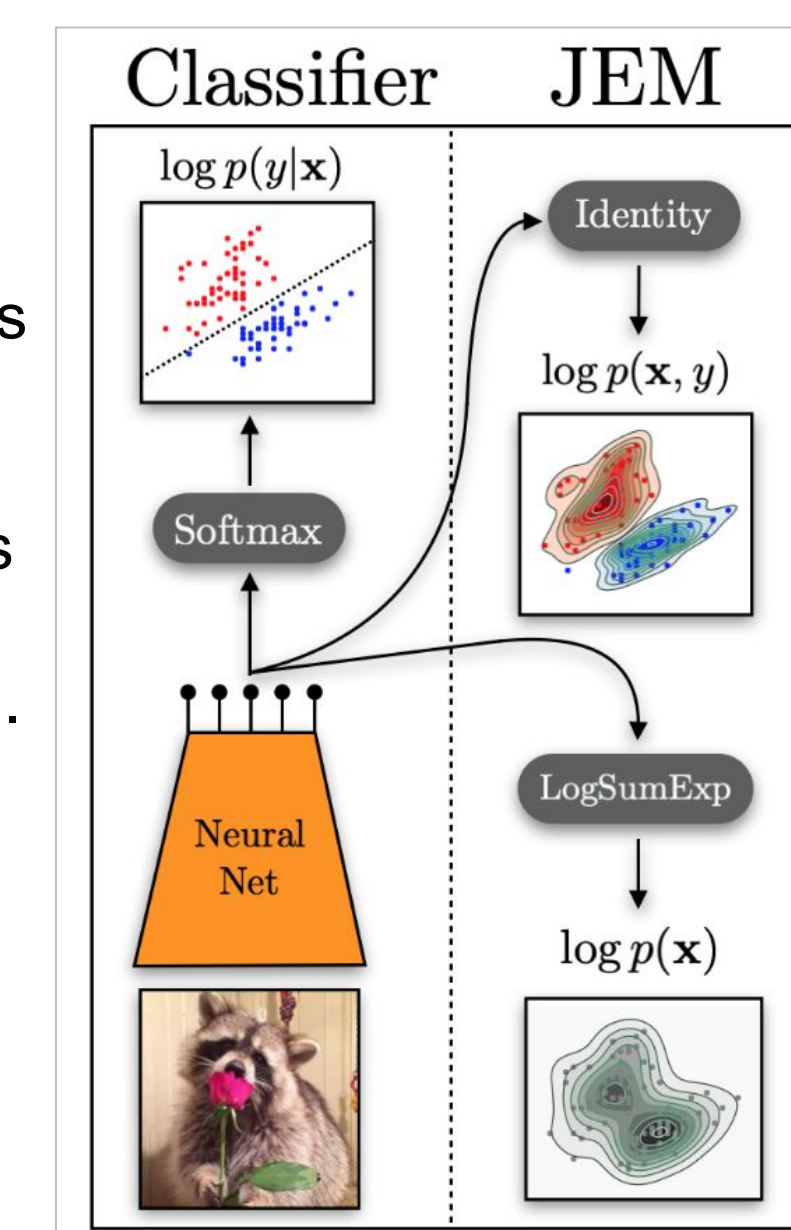 Classifier
JEM
log p(y|x)
Identity
log p(x, y)
Softmax
LogSumExp
Neural
Net
log p(x)
s
s
.